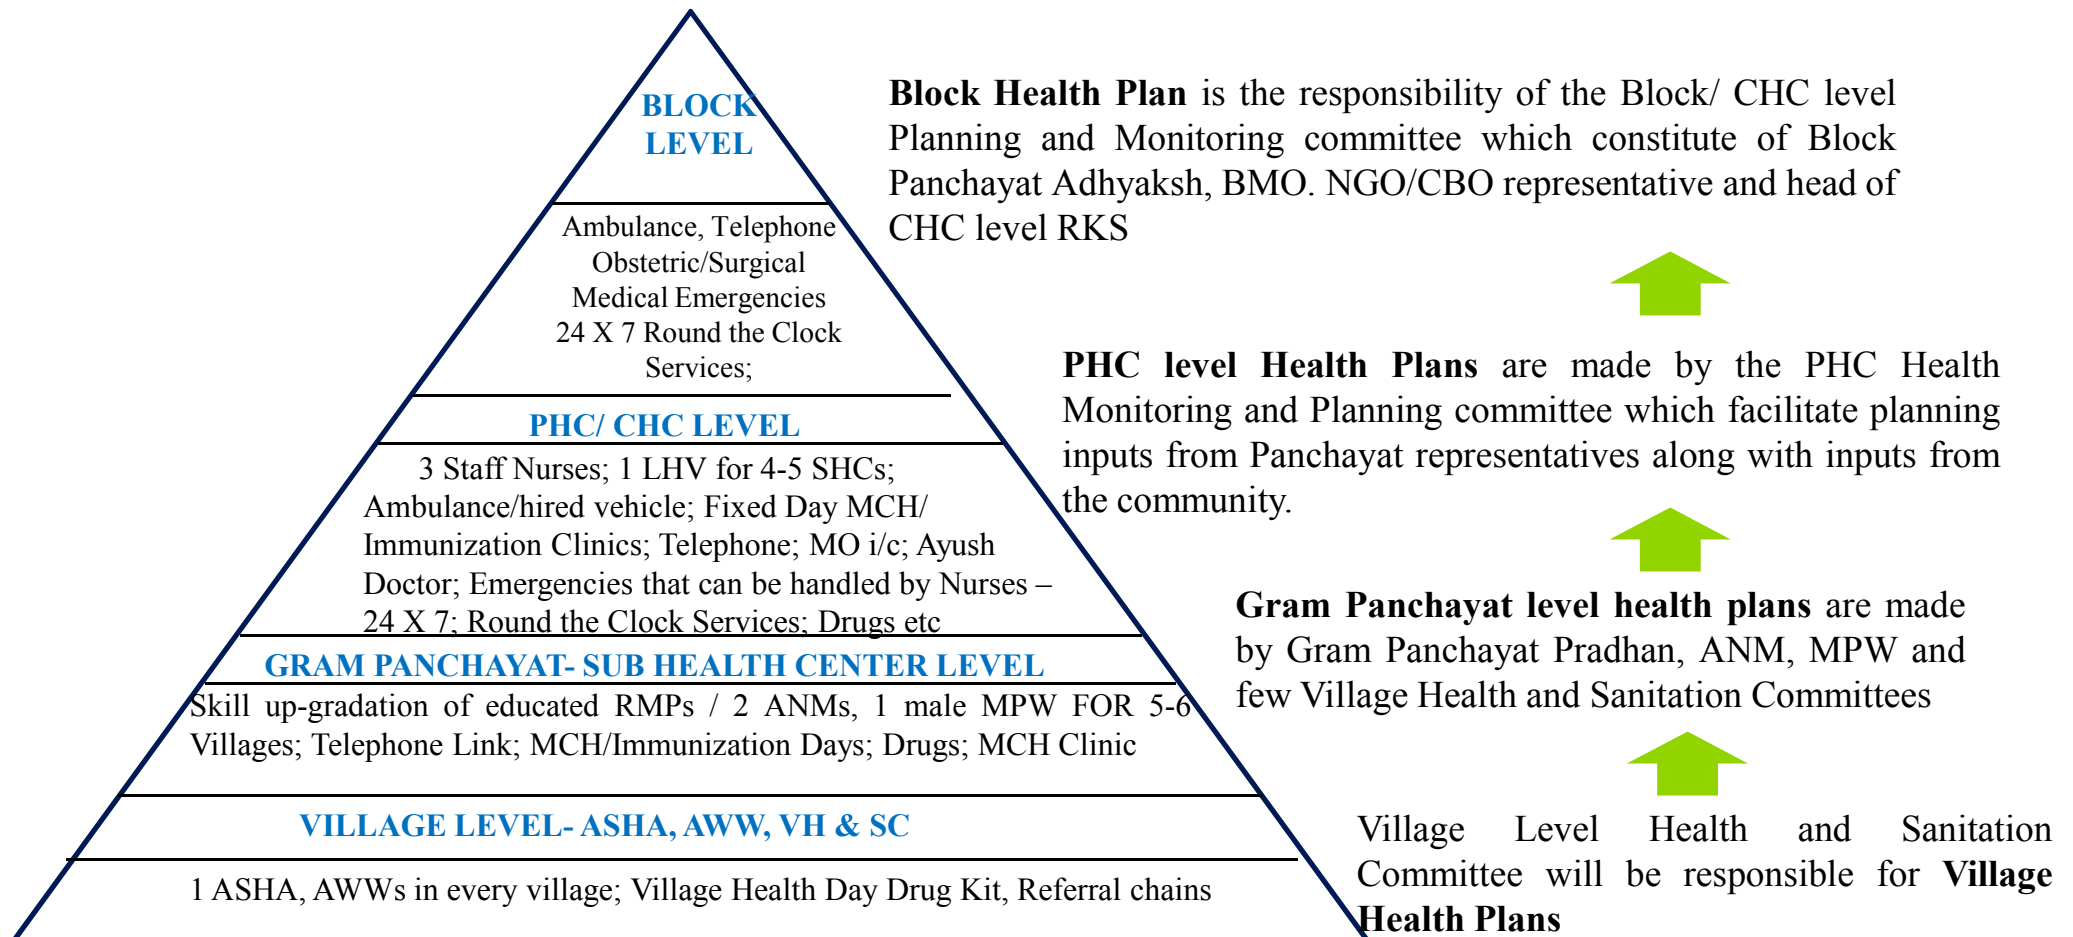 BLOCK
LEVEL
Ambulance, Telephone
Obstetric/Surgical
Medical Emergencies
24 X 7 Round the Clock
Services;
PHC/ CHC LEVEL
3 Staff Nurses; 1 LHV for 4-5 SHCs;
Ambulance/hired vehicle; Fixed Day MCH/
Immunization Clinics; Telephone; MO i/c; Ayush
Doctor; Emergencies that can be handled by Nurses –
24 X 7; Round the Clock Services; Drugs etc
GRAM PANCHAYAT- SUB HEALTH CENTER LEVEL
Skill up-gradation of educated RMPs / 2 ANMs, 1 male MPW FOR 5-6
Villages; Telephone Link; MCH/Immunization Days; Drugs; MCH Clinic
VILLAGE LEVEL- ASHA, AWW, VH & SC
1 ASHA, AWWs in every village; Village Health Day Drug Kit, Referral chains
Block Health Plan is the responsibility of the Block/ CHC level
Planning and Monitoring committee which constitute of Block
Panchayat Adhyaksh, BMO. NGO/CBO representative and head of
CHC level RKS
PHC level Health Plans are made by the PHC Health
Monitoring and Planning committee which facilitate planning
inputs from Panchayat representatives along with inputs from
the community.
Gram Panchayat level health plans are made
by Gram Panchayat Pradhan, ANM, MPW and
few Village Health and Sanitation Committees
Village Level Health and Sanitation
Committee will be responsible for Village
Health Plans